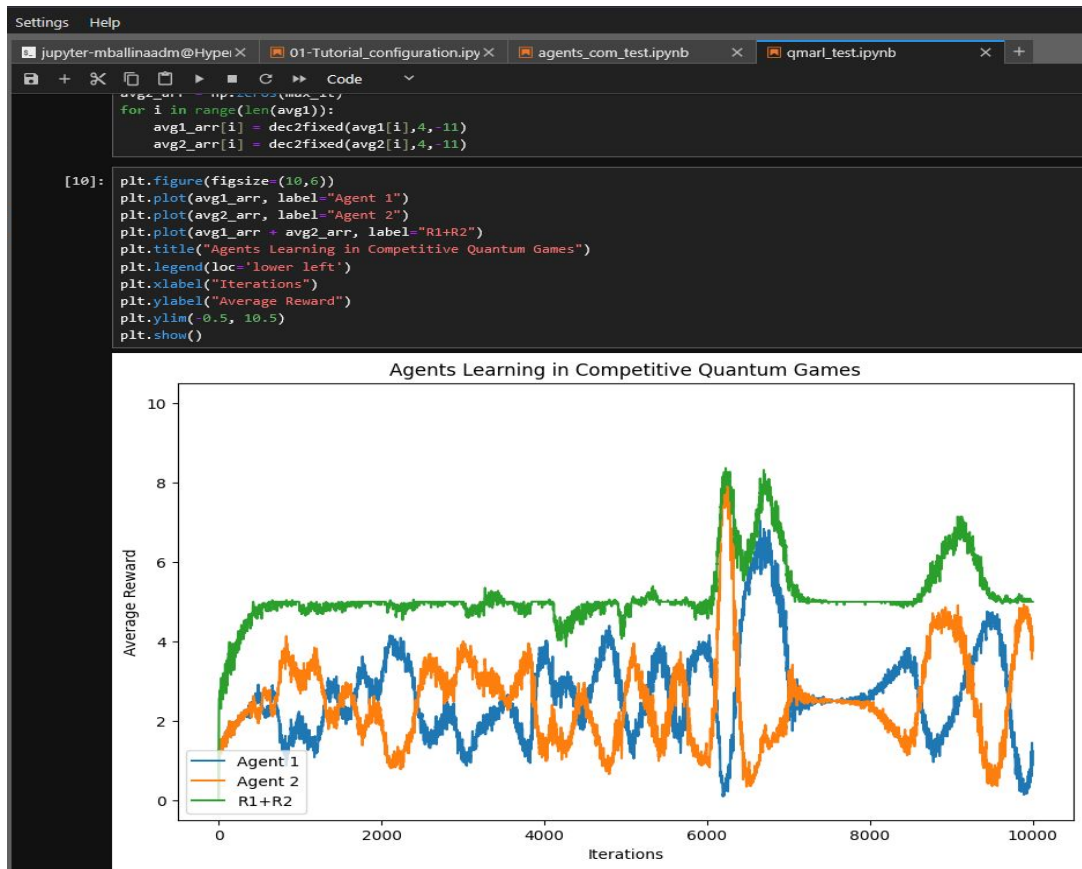 Settings Help
jupyter-mballinaadm@Hyper 01-Tutorial_configuration.ipy agents_com_test.ipynb qmarl_test.ipynb
Code
avg2_arr = np.zeros(max_it)
for i in range(len(avg1)):
avg1_arr[i] = dec2fixed(avg1[i],4,-11)
avg2_arr[i] = dec2fixed(avg2[i],4,-11)
[10]: plt.figure(figsize=(10,6))
plt.plot(avg1_arr, label="Agent 1")
plt.plot(avg2_arr, label="Agent 2")
plt.plot(avg1_arr + avg2_arr, label="R1+R2")
plt.title("Agents Learning in Competitive Quantum Games")
plt.legend(loc='lower left')
plt.xlabel("Iterations")
plt.ylabel("Average Reward")
plt.ylim(-0.5, 10.5)
plt.show()
Agents Learning in Competitive Quantum Games
10
8
6
4
2
0
Average Reward
Agent 1
Agent 2
R1+R2
0 2000 4000 6000 8000 10000
Iterations